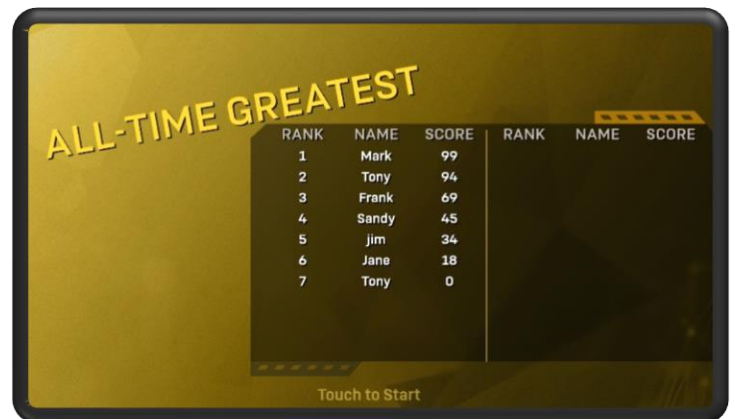 ALL-TIME GREATEST
RANK NAME SCORE RANK NAME SCORE
1 Mark 99
2 Tony 94
3 Frank 69
4 Sandy 45
5 jim 34
6 Jane 18
7 Tony 0
Touch to Start